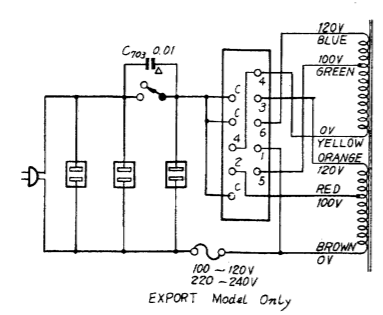 120V
BLUE
C703 0.01
100V
GREEN
C
4
C
3
6
4
0V
YELLOW
1
ORANGE
120V
2
5
RED
100V
C
BROWN
0V
100 ~ 120V
220 ~ 240V
EXPORT Model Only